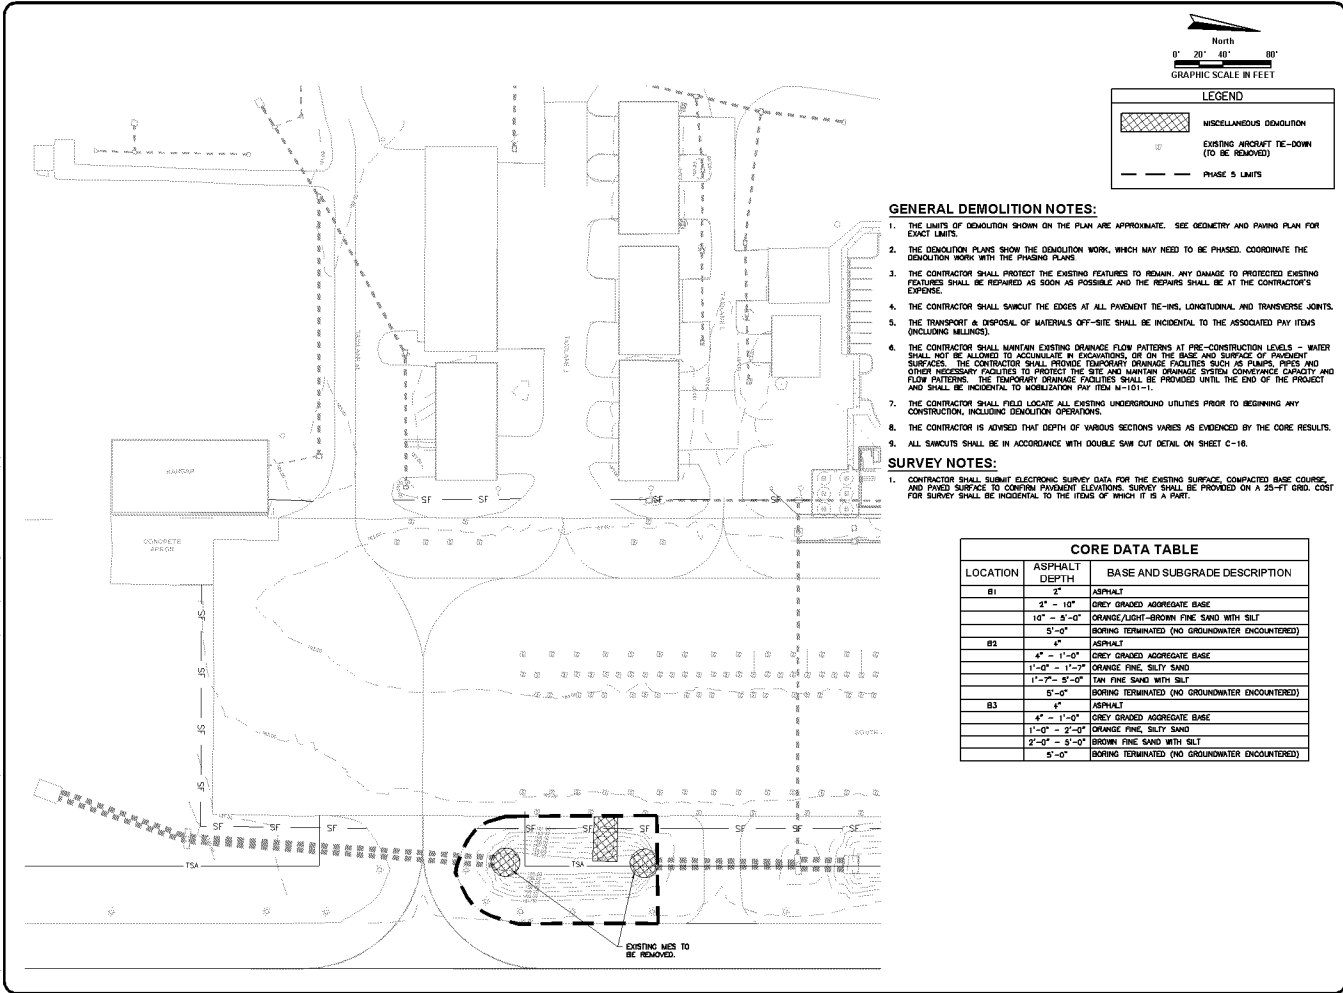 North
0' 20' 40' 80'
GRAPHIC SCALE IN FEET
LEGEND
MISCELLANEOUS DEMOLITION
EXISTING AIRCRAFT TIE-DOWN
(TO BE REMOVED)
PHASE 5 LIMITS
GENERAL DEMOLITION NOTES:
1. THE LIMITS OF DEMOLITION SHOWN ON THE PLAN ARE APPROXIMATE. SEE GEOMETRY AND PAVING PLAN FOR
EXACT LIMITS.
2. THE DEMOLITION PLANS SHOW THE DEMOLITION WORK, WHICH MAY NEED TO BE PHASED. COORDINATE THE
DEMOLITION WORK WITH THE PHASING PLANS.
3. THE CONTRACTOR SHALL PROTECT THE EXISTING FEATURES TO REMAIN. ANY DAMAGE TO PROTECTED EXISTING
FEATURES SHALL BE REPAIRED AS SOON AS POSSIBLE AND THE REPAIRS SHALL BE AT THE CONTRACTOR'S
EXPENSE.
4. THE CONTRACTOR SHALL SAWCUT THE EDGES AT ALL PAVEMENT TIE-INS, LONGITUDINAL AND TRANSVERSE JOINTS.
5. THE TRANSPORT & DISPOSAL OF MATERIALS OFF-SITE SHALL BE INCIDENTAL TO THE ASSOCIATED PAY ITEMS
(INCLUDING MILLINGS).
6. THE CONTRACTOR SHALL MAINTAIN EXISTING DRAINAGE FLOW PATTERNS AT PRE-CONSTRUCTION LEVELS - WATER
SHALL NOT BE ALLOWED TO ACCUMULATE IN EXCAVATIONS, OR ON THE BASE AND SURFACE OF PAVEMENT
SURFACES. THE CONTRACTOR SHALL PROVIDE TEMPORARY DRAINAGE FACILITIES SUCH AS PUMPS, PIPES AND
OTHER NECESSARY FACILITIES TO PROTECT THE SITE AND MAINTAIN DRAINAGE SYSTEM CONVEYANCE CAPACITY AND
FLOW PATTERNS. THE TEMPORARY DRAINAGE FACILITIES SHALL BE PROVIDED UNTIL THE END OF THE PROJECT
AND SHALL BE INCIDENTAL TO MOBILIZATION PAY ITEM M-101-1.
7. THE CONTRACTOR SHALL FIELD LOCATE ALL EXISTING UNDERGROUND UTILITIES PRIOR TO BEGINNING ANY
CONSTRUCTION, INCLUDING DEMOLITION OPERATIONS.
8. THE CONTRACTOR IS ADVISED THAT DEPTH OF VARIOUS SECTIONS VARIES AS EVIDENCED BY THE CORE RESULTS.
9. ALL SAWCUTS SHALL BE IN ACCORDANCE WITH DOUBLE SAW CUT DETAIL ON SHEET C-16.
SURVEY NOTES:
1. CONTRACTOR SHALL SUBMIT ELECTRONIC SURVEY DATA FOR THE EXISTING SURFACE, COMPACTED BASE COURSE,
AND PAVED SURFACE TO CONFIRM PAVEMENT ELEVATIONS. SURVEY SHALL BE PROVIDED ON A 25-FT GRID. COST
FOR SURVEY SHALL BE INCIDENTAL TO THE ITEMS OF WHICH IT IS A PART.
CORE DATA TABLE
LOCATION ASPHALT DEPTH BASE AND SUBGRADE DESCRIPTION
B1 2" ASPHALT
2" - 10" GREY GRADED AGGREGATE BASE
10" - 5'-0" ORANGE/LIGHT-BROWN FINE SAND WITH SILT
5'-0" BORING TERMINATED (NO GROUNDWATER ENCOUNTERED)
B2 4" ASPHALT
4" - 1'-0" GREY GRADED AGGREGATE BASE
1'-0" - 1'-7" ORANGE FINE, SILTY SAND
1'-7"- 5'-0" TAN FINE SAND WITH SILT
5'-0" BORING TERMINATED (NO GROUNDWATER ENCOUNTERED)
B3 4" ASPHALT
4" - 1'-0" GREY GRADED AGGREGATE BASE
1'-0" - 2'-0" ORANGE FINE, SILTY SAND
2'-0" - 5'-0" BROWN FINE SAND WITH SILT
5'-0" BORING TERMINATED (NO GROUNDWATER ENCOUNTERED)
HANGAR
CONCRETE
APRON
SF SF SF SF
SF
SF
SF
SF
SF SF SF SF SF SF SF SF SF
TSA TSA
SOUTH
EXISTING MES TO
BE REMOVED.